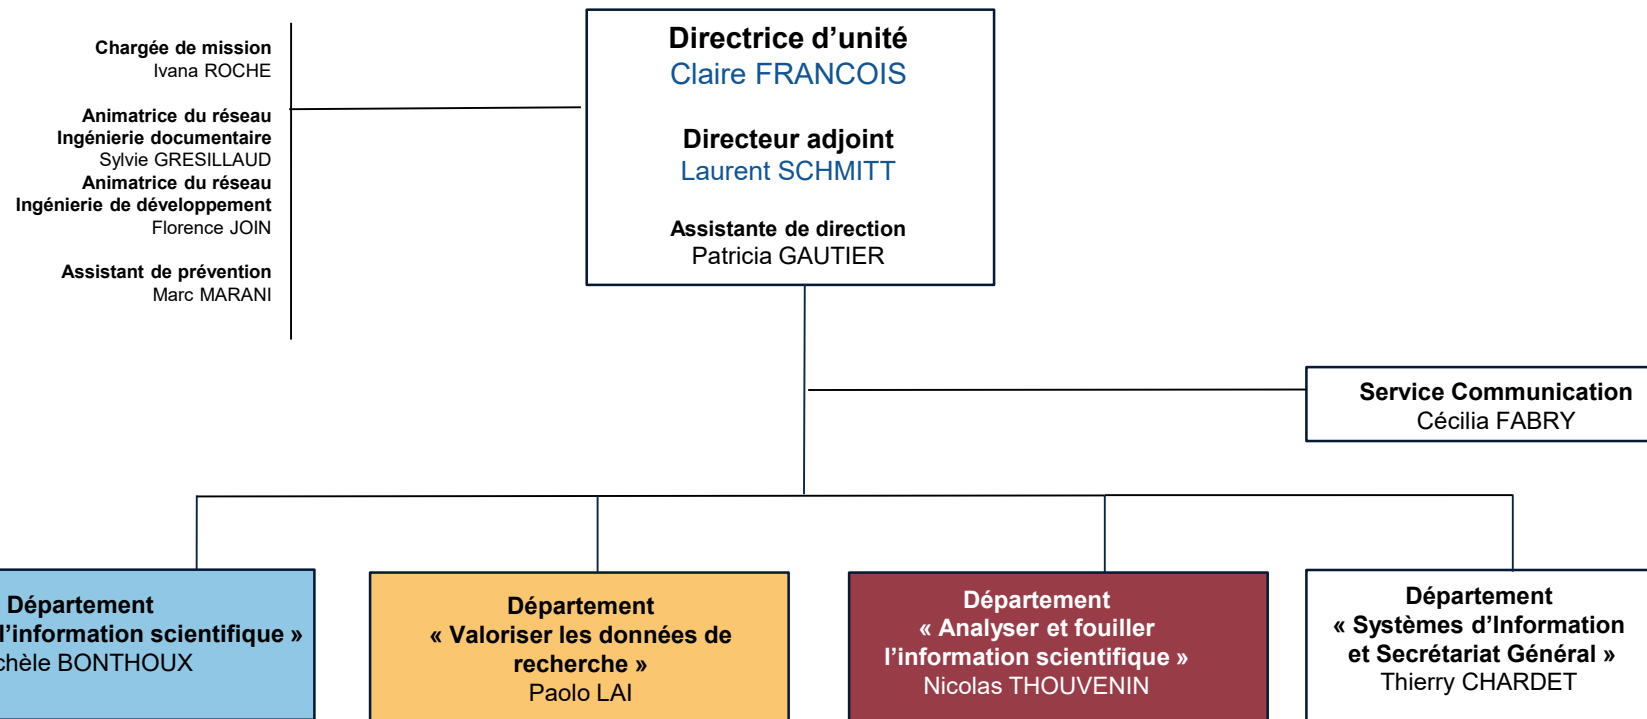 Chargée de mission
Ivana ROCHE
Animatrice du réseau
Ingénierie documentaire
Sylvie GRESILLAUD
Animatrice du réseau
Ingénierie de développement
Florence JOIN
Assistant de prévention
Marc MARANI
Directrice d’unité
Claire FRANCOIS
Directeur adjoint
Laurent SCHMITT
Assistante de direction
Patricia GAUTIER
Service Communication
Cécilia FABRY
Département
l’information scientifique »
chèle BONTHOUX
Département
« Valoriser les données de
recherche »
Paolo LAI
Département
« Analyser et fouiller
l’information scientifique »
Nicolas THOUVENIN
Département
« Systèmes d’Information
et Secrétariat Général »
Thierry CHARDET